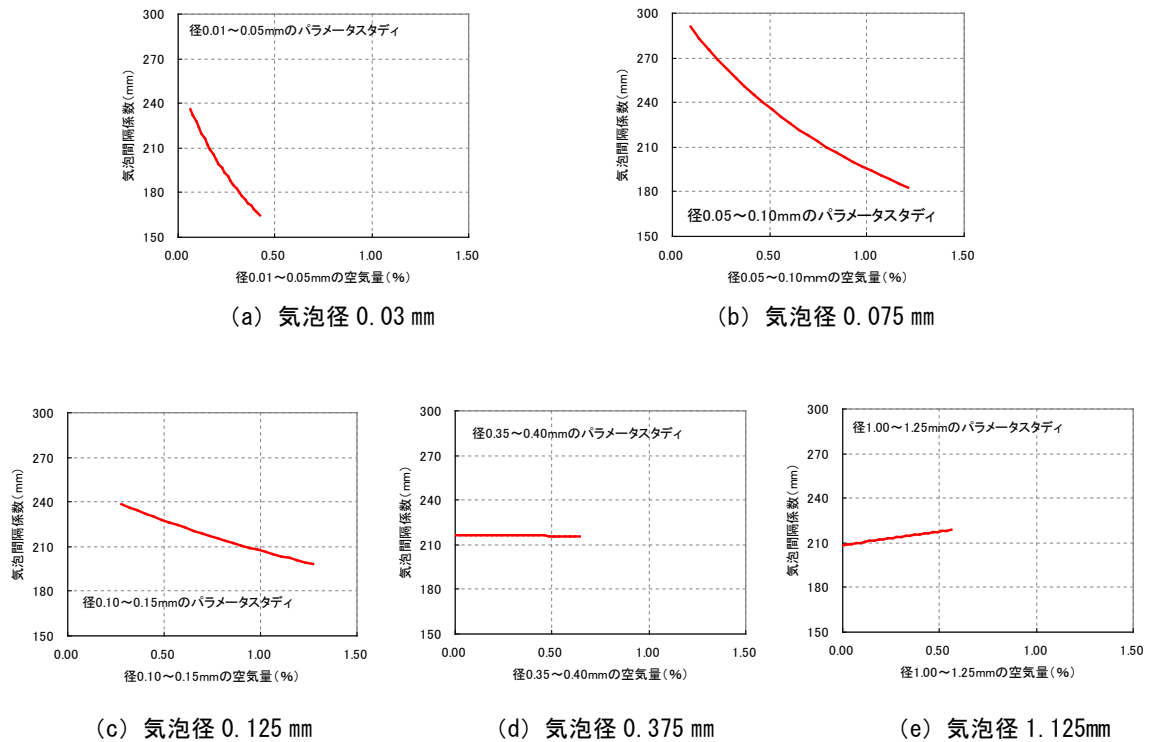 径0.01～0.05mmのパラメータスタディ
気泡間隔係数(mm)
300
270
240
210
180
150
0.00 0.50 1.00 1.50
径0.01～0.05mmの空気量(%)
(a) 気泡径 0.03 mm
気泡間隔係数(mm)
300
270
240
210
180
150
径0.05～0.10mmのパラメータスタディ
0.00 0.50 1.00 1.50
径0.05～0.10mmの空気量(%)
(b) 気泡径 0.075 mm
気泡間隔係数(mm)
300
270
240
210
180
150
径0.10～0.15mmのパラメータスタディ
0.00 0.50 1.00 1.50
径0.10～0.15mmの空気量(%)
(c) 気泡径 0.125 mm
径0.35～0.40mmのパラメータスタディ
気泡間隔係数(mm)
300
270
240
210
180
150
0.00 0.50 1.00 1.50
径0.35～0.40mmの空気量(%)
(d) 気泡径 0.375 mm
径1.00～1.25mmのパラメータスタディ
気泡間隔係数(mm)
300
270
240
210
180
150
0.00 0.50 1.00 1.50
径1.00～1.25mmの空気量(%)
(e) 気泡径 1.125mm